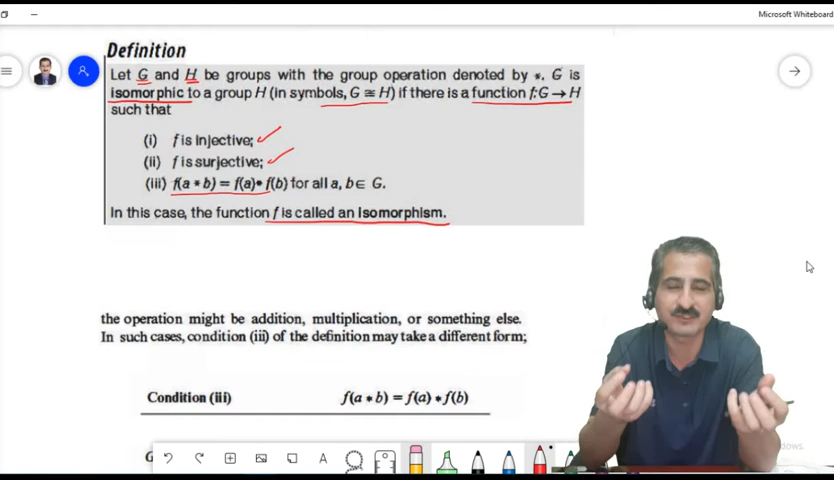 Microsoft Whiteboard
Definition
Let G and H be groups with the group operation denoted by *. G is
isomorphic to a group H (in symbols, G ≅ H) if there is a function f:G → H
such that
(i) f is injective;
(ii) f is surjective;
(iii) f(a * b) = f(a)* f(b) for all a, b ∈ G.
In this case, the function f is called an isomorphism.
the operation might be addition, multiplication, or something else.
In such cases, condition (iii) of the definition may take a different form;
Condition (iii) f(a * b) = f(a) * f(b)
G